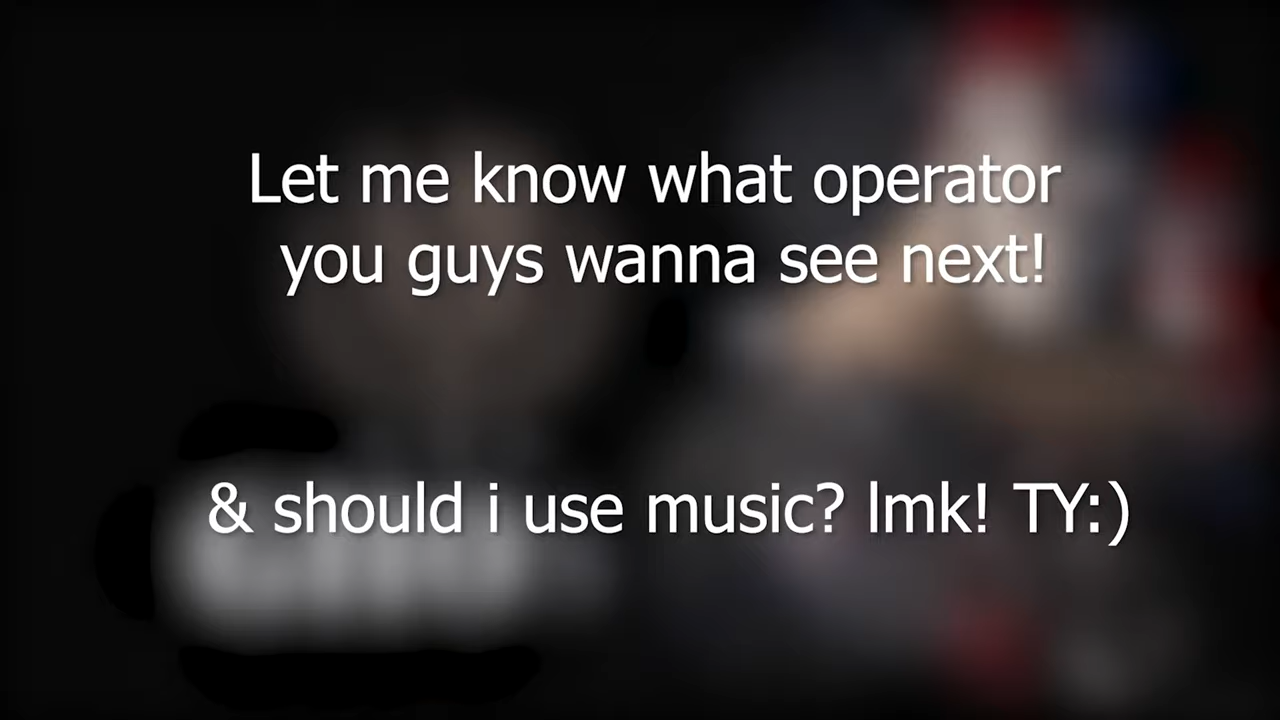 Let me know what operator
you guys wanna see next!
& should i use music? lmk! TY:)